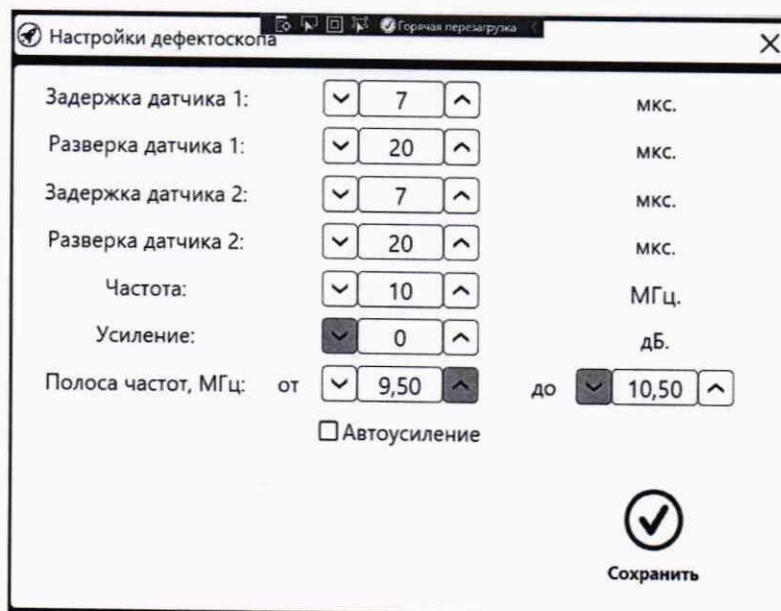 Горячая перезагрузка
Настройки дефектоскопа
Задержка датчика 1: 7 мкс.
Разверка датчика 1: 20 мкс.
Задержка датчика 2: 7 мкс.
Разверка датчика 2: 20 мкс.
Частота: 10 МГц.
Усиление: 0 дБ.
Полоса частот, МГц: от 9,50 до 10,50
Автоусиление
Сохранить